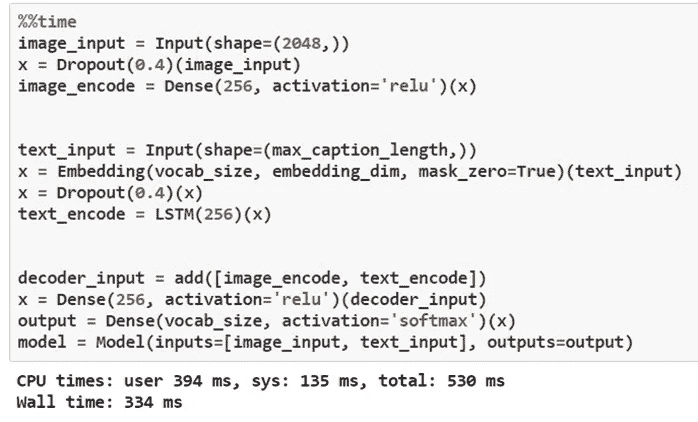 %%time
image_input = Input(shape=(2048,))
x = Dropout(0.4)(image_input)
image_encode = Dense(256, activation='relu')(x)
text_input = Input(shape=(max_caption_length,))
x = Embedding(vocab_size, embedding_dim, mask_zero=True)(text_input)
x = Dropout(0.4)(x)
text_encode = LSTM(256)(x)
decoder_input = add([image_encode, text_encode])
x = Dense(256, activation='relu')(decoder_input)
output = Dense(vocab_size, activation='softmax')(x)
model = Model(inputs=[image_input, text_input], outputs=output)
CPU times: user 394 ms, sys: 135 ms, total: 530 ms
Wall time: 334 ms